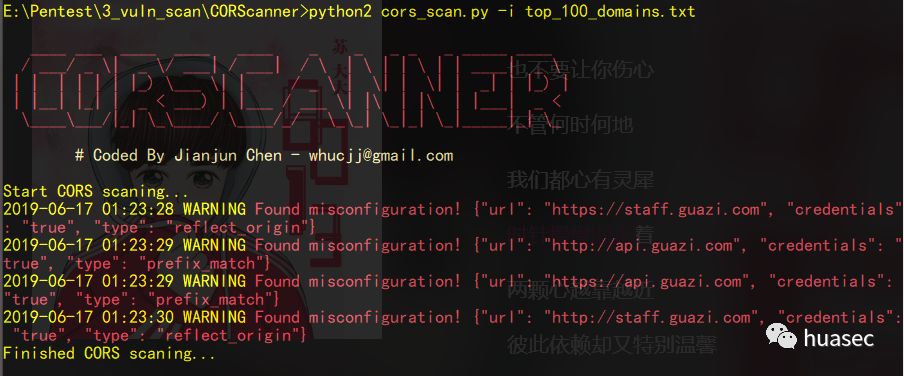 E:\Pentest\3_vuln_scan\CORScanner>python2 cors_scan.py -i top_100_domains.txt
CORSCANNER
# Coded By Jianjun Chen - whucjj@gmail.com
Start CORS scaning...
2019-06-17 01:23:28 WARNING Found misconfiguration! {"url": "https://staff.guazi.com", "credentials"
: "true", "type": "reflect_origin"}
2019-06-17 01:23:29 WARNING Found misconfiguration! {"url": "http://api.guazi.com", "credentials": "
true", "type": "prefix_match"}
2019-06-17 01:23:29 WARNING Found misconfiguration! {"url": "https://api.guazi.com", "credentials":
"true", "type": "prefix_match"}
2019-06-17 01:23:30 WARNING Found misconfiguration! {"url": "http://staff.guazi.com", "credentials":
"true", "type": "reflect_origin"}
Finished CORS scaning...
也不要让你伤心
不管何时何地
我们都心有灵犀
着
两颗心越靠越近
彼此依赖却又特别温馨
huasec